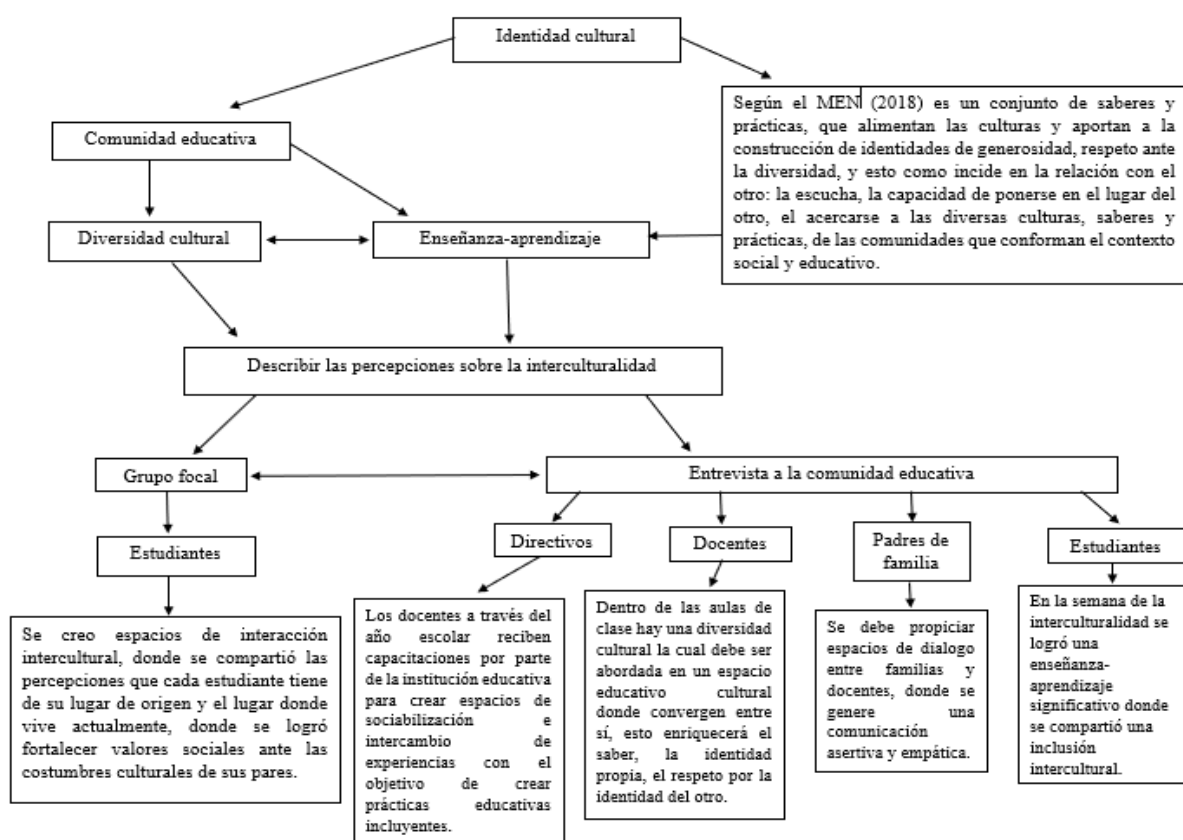 Identidad cultural
Según el MEN (2018) es un conjunto de saberes y
prácticas, que alimentan las culturas y aportan a la
construcción de identidades de generosidad, respeto ante
la diversidad, y esto como incide en la relación con el
otro: la escucha, la capacidad de ponerse en el lugar del
otro, el acercarse a las diversas culturas, saberes y
prácticas, de las comunidades que conforman el contexto
social y educativo.
Comunidad educativa
Diversidad cultural
Enseñanza-aprendizaje
Describir las percepciones sobre la interculturalidad
Grupo focal
Entrevista a la comunidad educativa
Estudiantes
Directivos
Docentes
Padres de
familia
Estudiantes
Se creo espacios de interacción
intercultural, donde se compartió las
percepciones que cada estudiante tiene
de su lugar de origen y el lugar donde
vive actualmente, donde se logró
fortalecer valores sociales ante las
costumbres culturales de sus pares.
Los docentes a través del
año escolar reciben
capacitaciones por parte
de la institución educativa
para crear espacios de
sociabilización e
intercambio de
experiencias con el
objetivo de crear
prácticas educativas
incluyentes.
Dentro de las aulas de
clase hay una diversidad
cultural la cual debe ser
abordada en un espacio
educativo cultural
donde convergen entre
sí, esto enriquecerá el
saber, la identidad
propia, el respeto por la
identidad del otro.
Se debe propiciar
espacios de dialogo
entre familias y
docentes, donde se
genere una
comunicación
asertiva y empática.
En la semana de la
interculturalidad se
logró una
enseñanza-
aprendizaje
significativo donde
se compartió una
inclusión
intercultural.